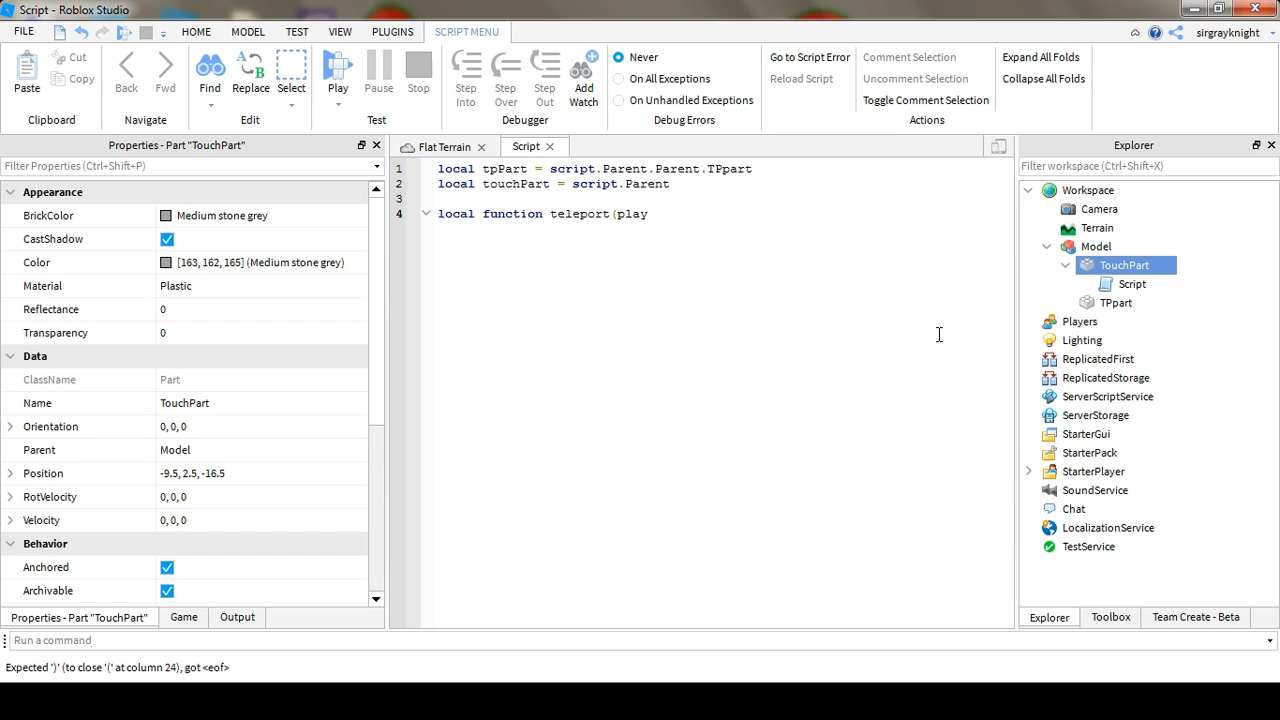 Script - Roblox Studio
FILE HOME MODEL TEST VIEW PLUGINS SCRIPT MENU sirgrayknight
Paste Cut Copy Back Fwd Find Replace Select Play Pause Stop Step Into Step Over Step Out Add Watch
Never
On All Exceptions
On Unhandled Exceptions
Go to Script Error
Reload Script
Comment Selection
Uncomment Selection
Toggle Comment Selection
Expand All Folds
Collapse All Folds
Clipboard Navigate Edit Test Debugger Debug Errors Actions
Properties - Part "TouchPart"
Filter Properties (Ctrl+Shift+P)
Appearance
BrickColor Medium stone grey
CastShadow
Color [163, 162, 165] (Medium stone grey)
Material Plastic
Reflectance 0
Transparency 0
Data
ClassName Part
Name TouchPart
Orientation 0, 0, 0
Parent Model
Position -9.5, 2.5, -16.5
RotVelocity 0, 0, 0
Velocity 0, 0, 0
Behavior
Anchored
Archivable
Properties - Part "TouchPart" Game Output
Flat Terrain Script
1 local tpPart = script.Parent.Parent.TPpart
2 local touchPart = script.Parent
3
4 local function teleport(play
Explorer
Filter workspace (Ctrl+Shift+X)
Workspace
Camera
Terrain
Model
TouchPart
Script
TPpart
Players
Lighting
ReplicatedFirst
ReplicatedStorage
ServerScriptService
ServerStorage
StarterGui
StarterPack
StarterPlayer
SoundService
Chat
LocalizationService
TestService
Explorer Toolbox Team Create - Beta
Run a command
Expected ')' (to close '(' at column 24), got <eof>